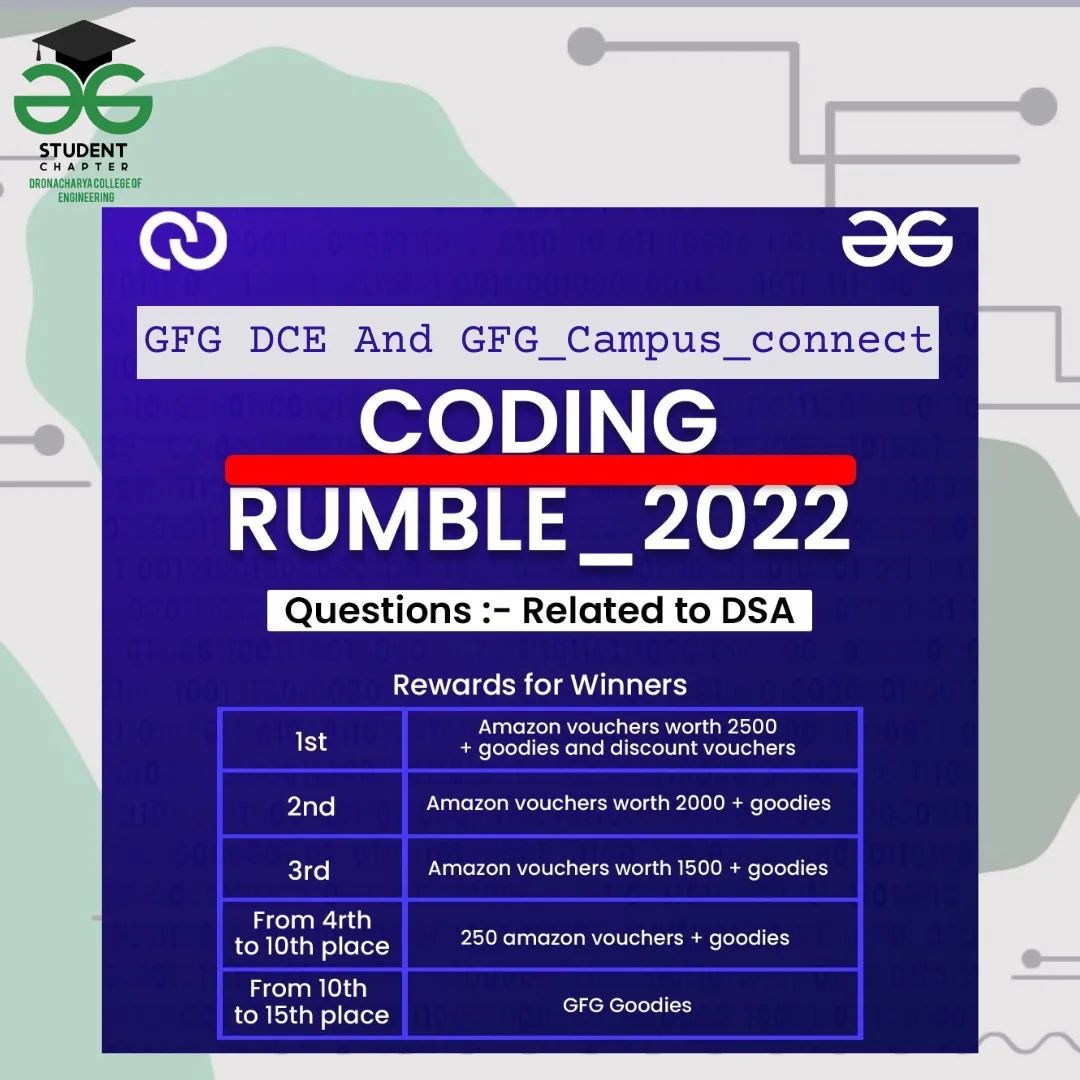 STUDENT
CHAPTER
DRONACHARYA COLLEGE OF
ENGINEERING
GFG DCE And GFG_Campus_connect
CODING
RUMBLE_2022
Questions :- Related to DSA
Rewards for Winners
1st
Amazon vouchers worth 2500
+ goodies and discount vouchers
2nd
Amazon vouchers worth 2000 + goodies
3rd
Amazon vouchers worth 1500 + goodies
From 4rth
to 10th place
250 amazon vouchers + goodies
From 10th
to 15th place
GFG Goodies